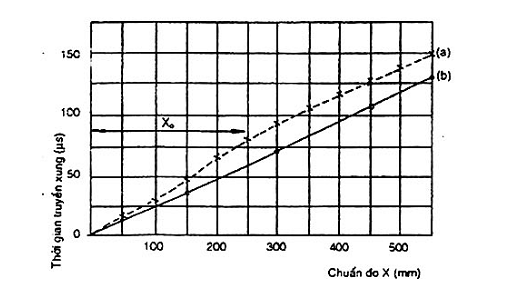 Thời gian truyền xung (µs)
150
100
50
0
Xₒ
(a)
(b)
100
200
300
400
500
Chuẩn đo X (mm)